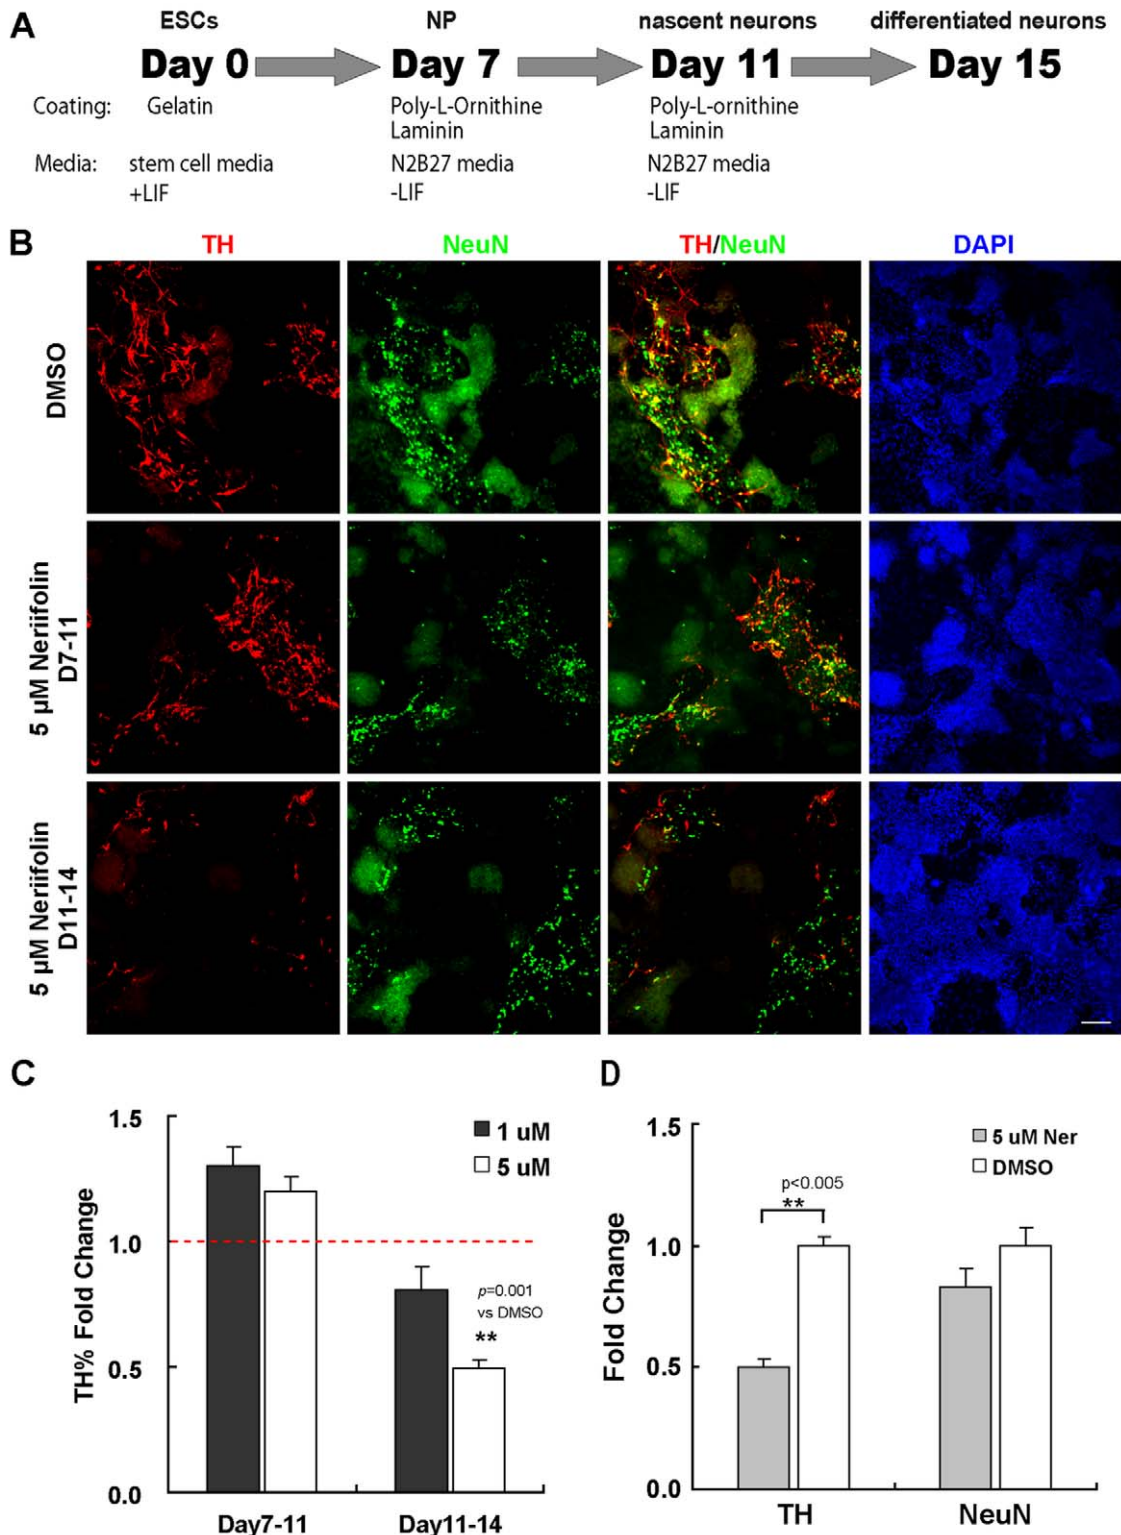 A
ESCs
NP
nascent neurons
differentiated neurons
Day 0
Day 7
Day 11
Day 15
Coating:
Gelatin
Poly-L-Ornithine
Laminin
Poly-L-ornithine
Laminin
Media:
stem cell media
+LIF
N2B27 media
-LIF
N2B27 media
-LIF
B
TH
NeuN
TH/NeuN
DAPI
DMSO
5 µM Neriifolin
D7-11
5 µM Neriifolin
D11-14
C
TH% Fold Change
1.5
1.0
0.5
0.0
1 uM
5 uM
p=0.001
vs DMSO
**
Day7-11
Day11-14
D
Fold Change
1.5
1.0
0.5
0.0
5 uM Ner
DMSO
p<0.005
**
TH
NeuN